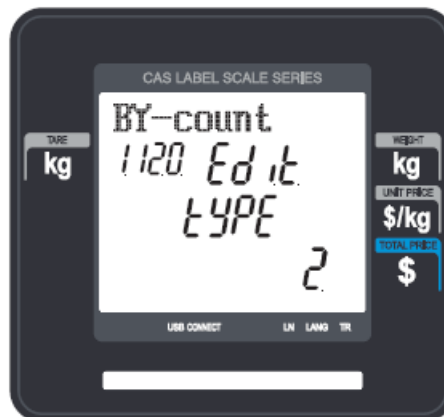 CAS LABEL SCALE SERIES
BY-count
1120 Edit
tYPE
2
TARE
kg
WEIGHT
kg
UNIT PRICE
$/kg
TOTAL PRICE
$
USB CONNECT LN LANG TR